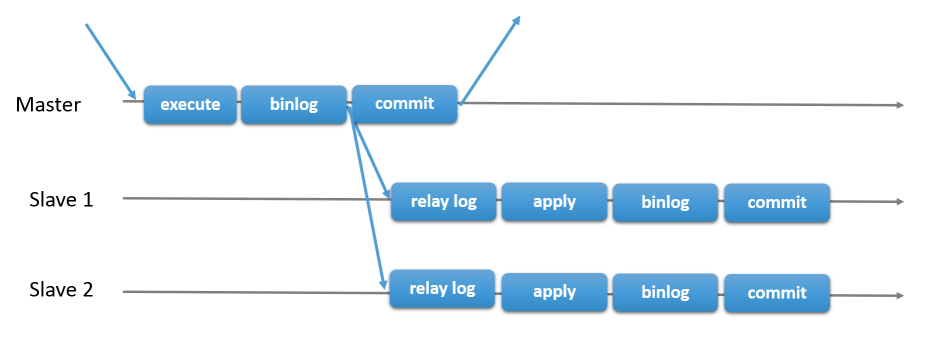 Master execute binlog commit
Slave 1 relay log apply binlog commit
Slave 2 relay log apply binlog commit